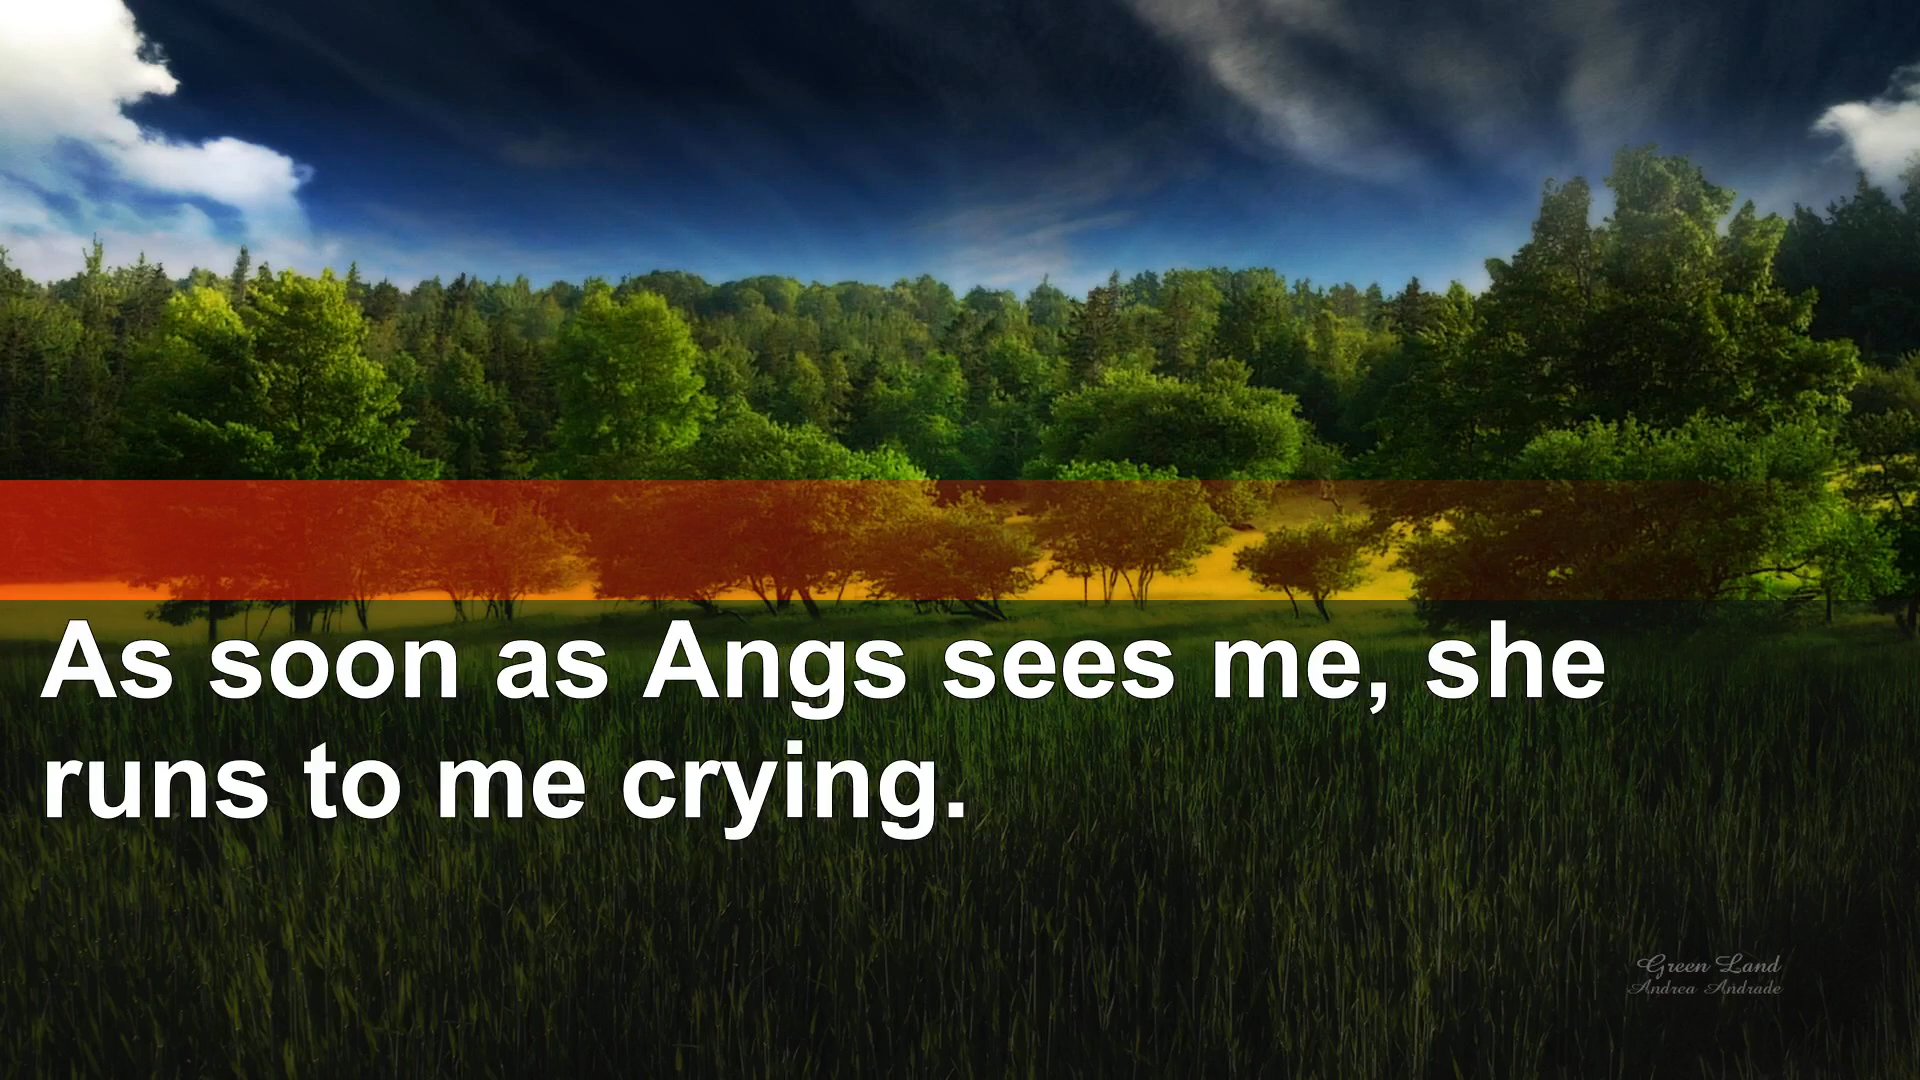 As soon as Angs sees me, she
runs to me crying.
Green Land
Andrea Andrade